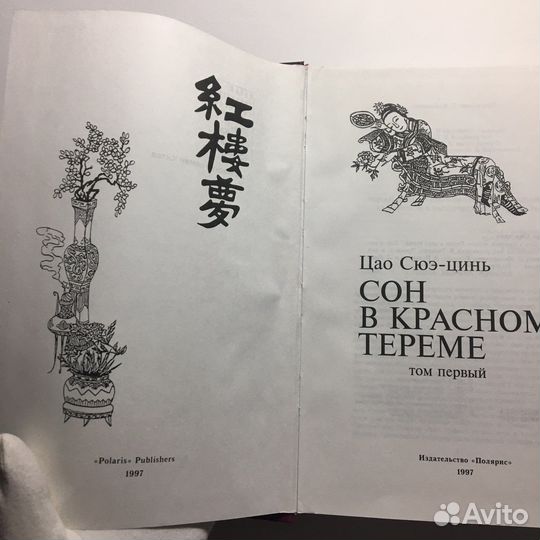 紅樓夢
«Polaris» Publishers
1997
Цао Сюэ-цинь
СОН
В КРАСНОМ
ТЕРЕМЕ
том первый
Издательство «Полярис»
1997
Avito